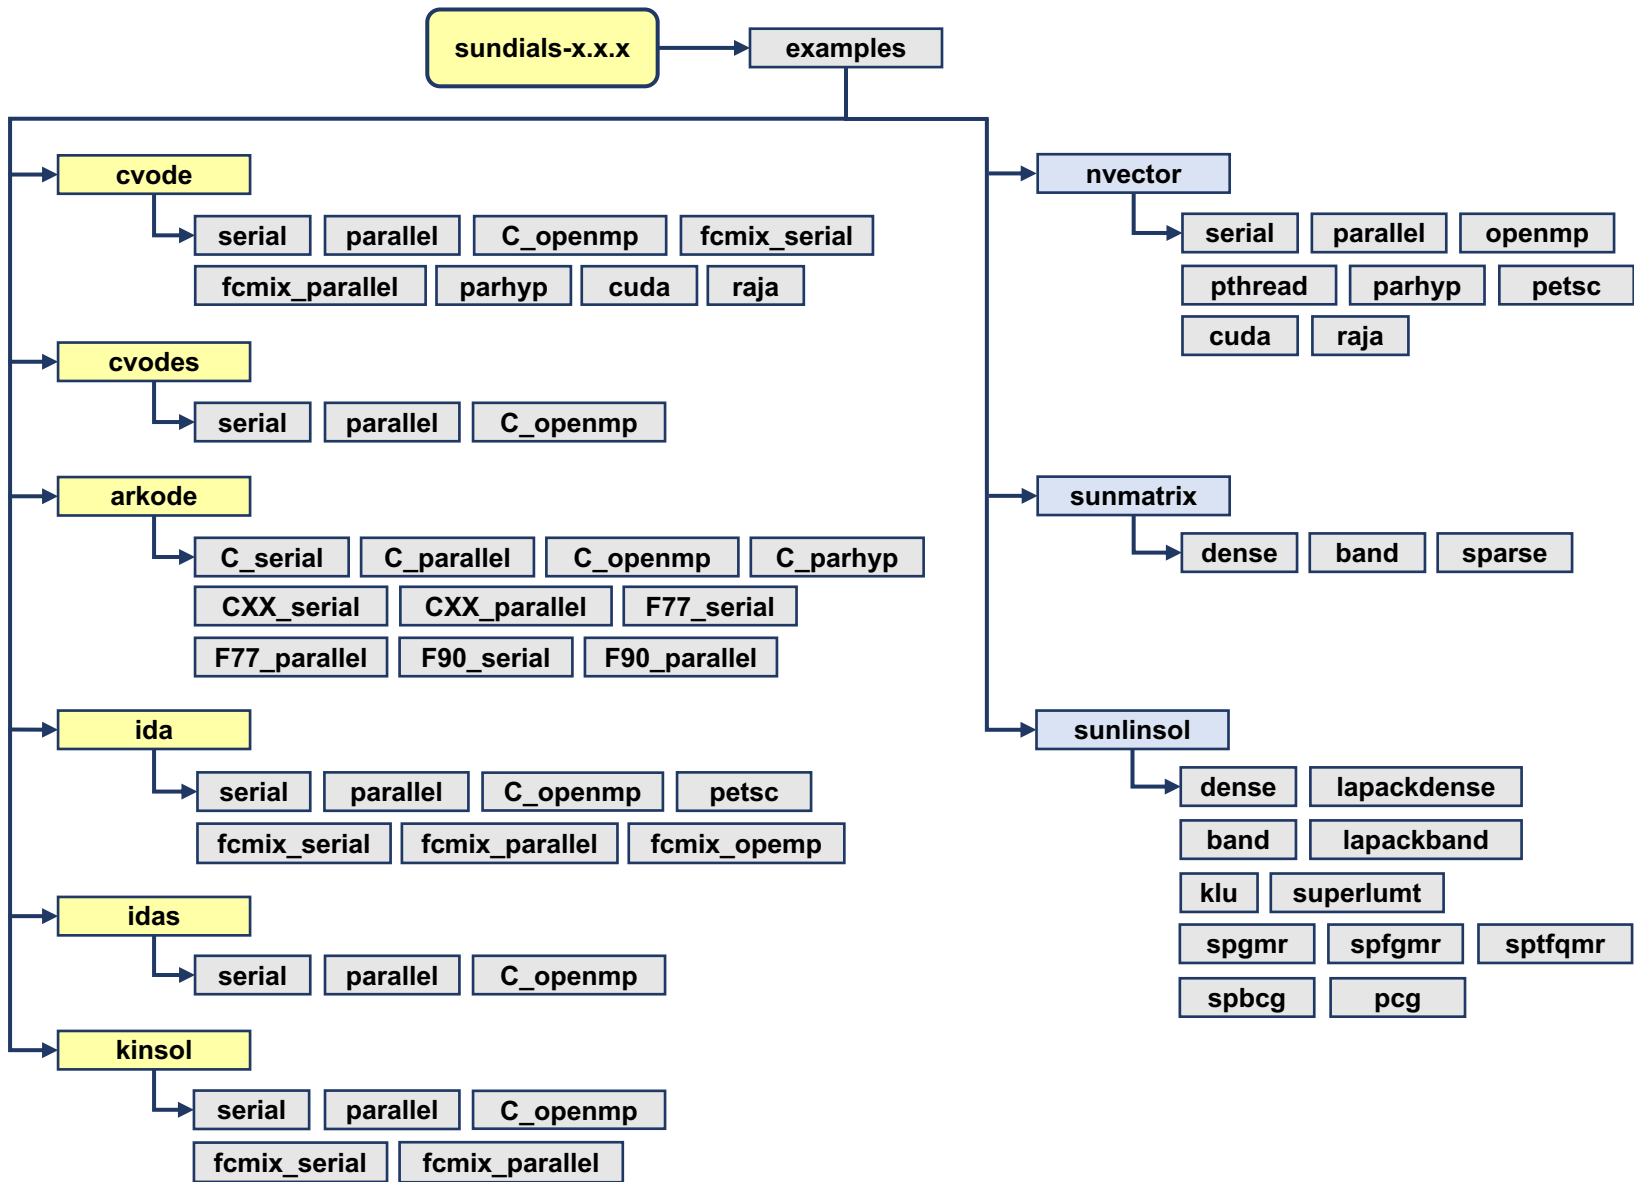 sundials-x.x.x
examples
cvode
serial parallel C_openmp fcmix_serial
fcmix_parallel parhyp cuda raja
cvodes
serial parallel C_openmp
arkode
C_serial C_parallel C_openmp C_parhyp
CXX_serial CXX_parallel F77_serial
F77_parallel F90_serial F90_parallel
ida
serial parallel C_openmp petsc
fcmix_serial fcmix_parallel fcmix_opemp
idas
serial parallel C_openmp
kinsol
serial parallel C_openmp
fcmix_serial fcmix_parallel
nvector
serial parallel openmp
pthread parhyp petsc
cuda raja
sunmatrix
dense band sparse
sunlinsol
dense lapackdense
band lapackband
klu superlumt
spgmr spfgmr sptfqmr
spbcg pcg